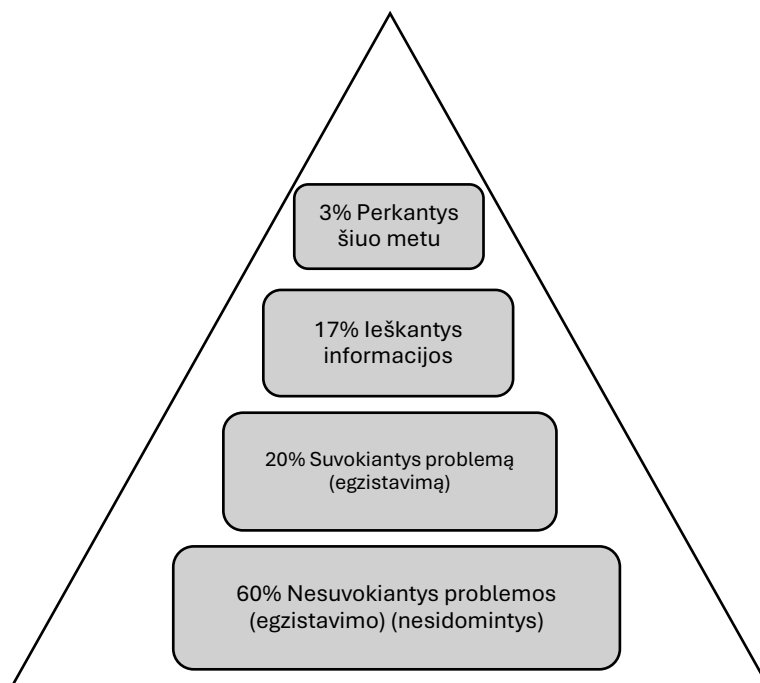 3% Perkantys
šiuo metu
17% Ieškantys
informacijos
20% Suvokiantys problemą
(egzistavimą)
60% Nesuvokiantys problemos
(egzistavimo) (nesidomintys)